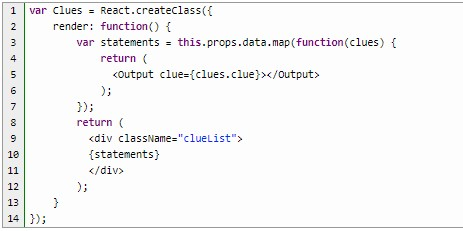 1 var Clues = React.createClass({
2     render: function() {
3         var statements = this.props.data.map(function(clues) {
4             return (
5               <Output clue={clues.clue}></Output>
6             );
7         });
8         return (
9           <div className="clueList">
10           {statements}
11           </div>
12         );
13     }
14 });